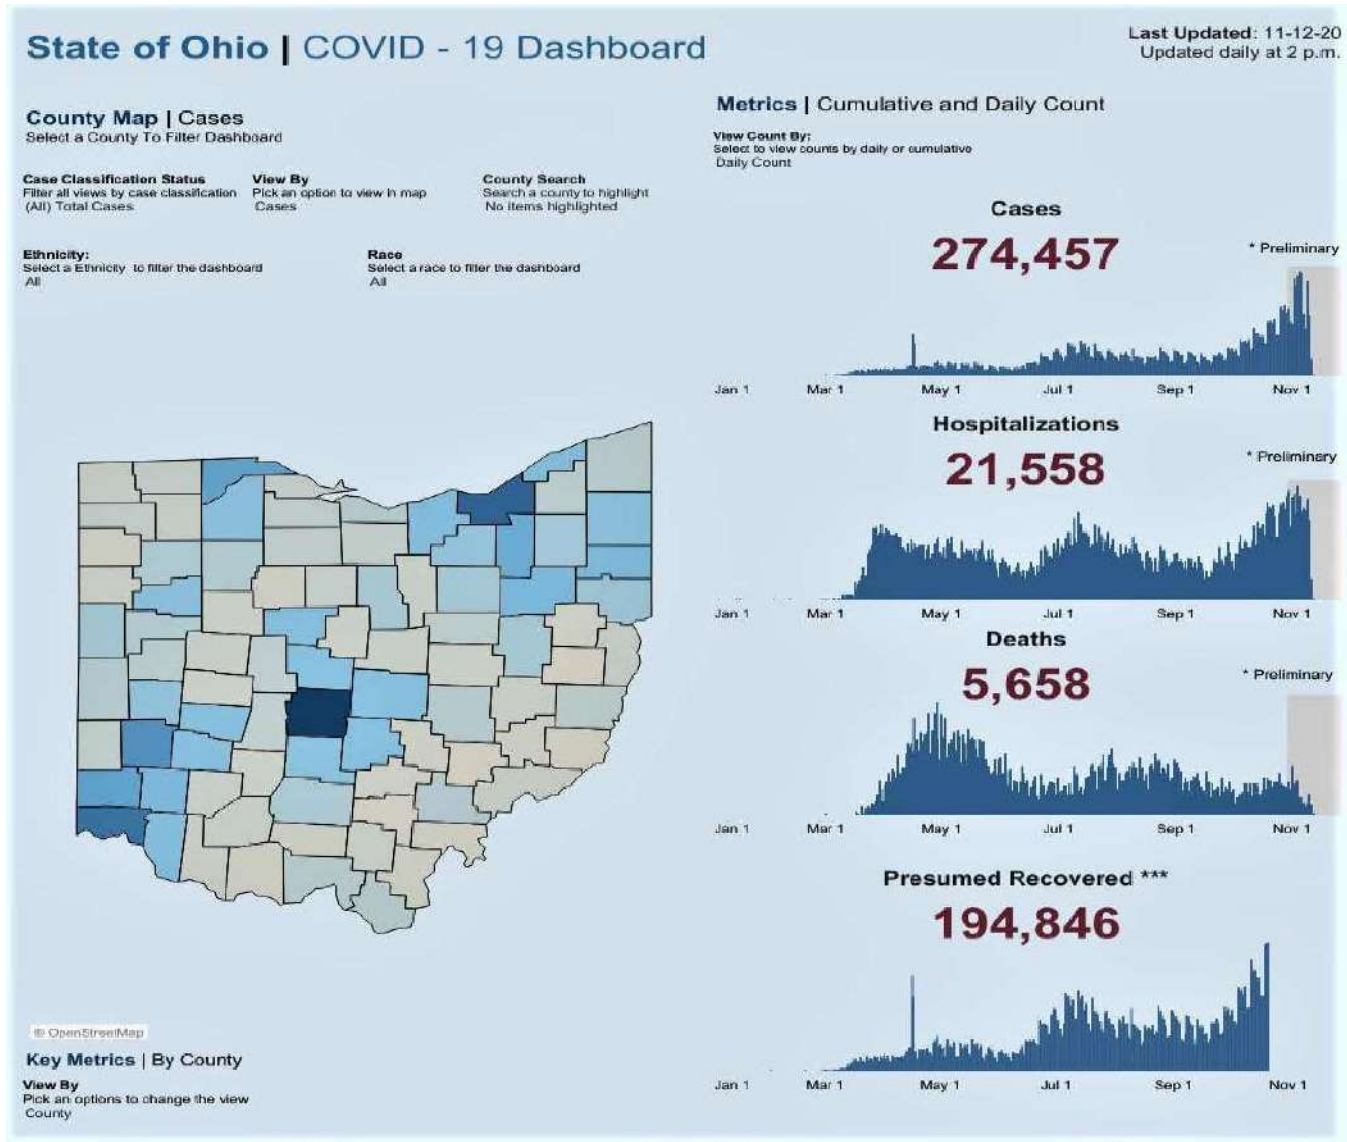 State of Ohio | COVID - 19 Dashboard
Last Updated: 11-12-20
Updated daily at 2 p.m.
County Map | Cases
Select a County To Filter Dashboard
Case Classification Status
Filter all views by case classification
(All) Total Cases
View By
Pick an option to view in map
Cases
County Search
Search a county to highlight
No items highlighted
Ethnicity:
Select a Ethnicity to filter the dashboard
All
Race
Select a race to filter the dashboard
All
© OpenStreetMap
Key Metrics | By County
View By
Pick an options to change the view
County
Metrics | Cumulative and Daily Count
View Count By:
Select to view counts by daily or cumulative
Daily Count
Cases
274,457
* Preliminary
Jan 1 Mar 1 May 1 Jul 1 Sep 1 Nov 1
Hospitalizations
21,558
* Preliminary
Jan 1 Mar 1 May 1 Jul 1 Sep 1 Nov 1
Deaths
5,658
* Preliminary
Jan 1 Mar 1 May 1 Jul 1 Sep 1 Nov 1
Presumed Recovered ***
194,846
Jan 1 Mar 1 May 1 Jul 1 Sep 1 Nov 1